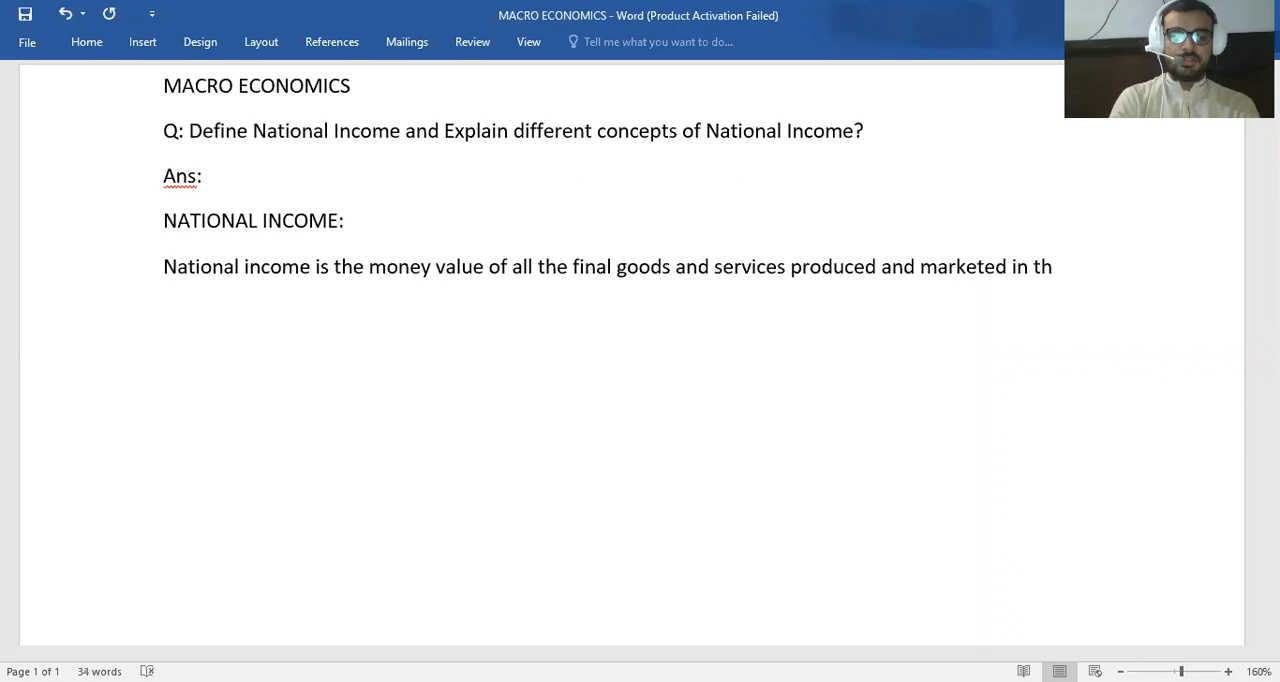 MACRO ECONOMICS - Word (Product Activation Failed)
File Home Insert Design Layout References Mailings Review View Tell me what you want to do...
MACRO ECONOMICS
Q: Define National Income and Explain different concepts of National Income?
Ans:
NATIONAL INCOME:
National income is the money value of all the final goods and services produced and marketed in th
Page 1 of 1 34 words 160%